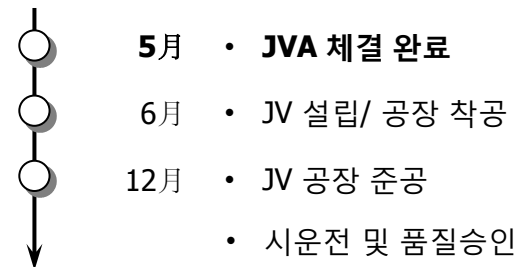 5月 • JVA 체결 완료
6月 • JV 설립/ 공장 착공
12月 • JV 공장 준공
• 시운전 및 품질승인